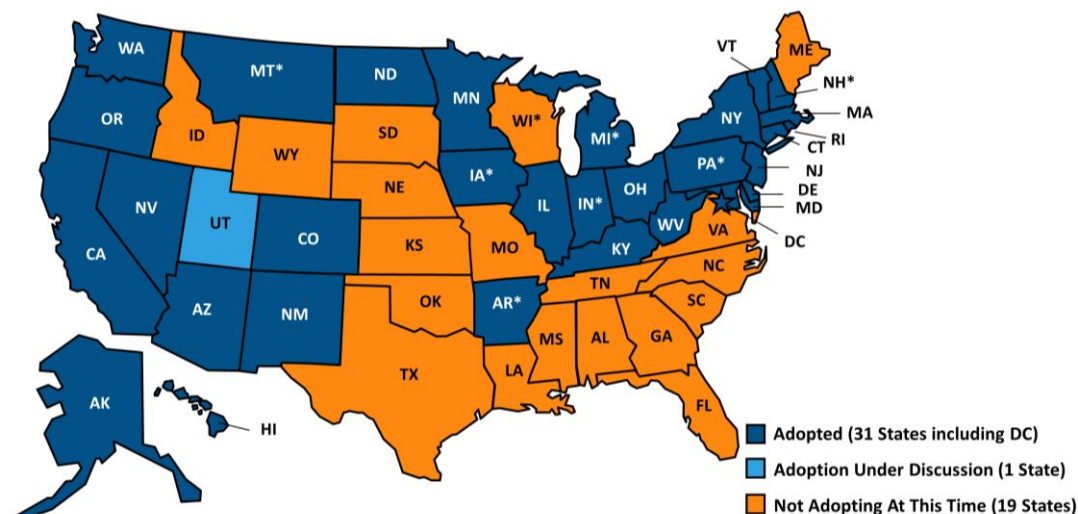 WA
MT*
ND
MN
OR
ID
WY
SD
WI*
MI*
NY
VT
ME
NH*
MA
RI
CT
NJ
DE
MD
DC
PA*
NV
UT
CO
NE
IA*
IL
IN*
OH
WV
VA
CA
KS
MO
KY
NC
TN
SC
AZ
NM
OK
AR*
MS
AL
GA
TX
LA
FL
AK
HI
Adopted (31 States including DC)
Adoption Under Discussion (1 State)
Not Adopting At This Time (19 States)